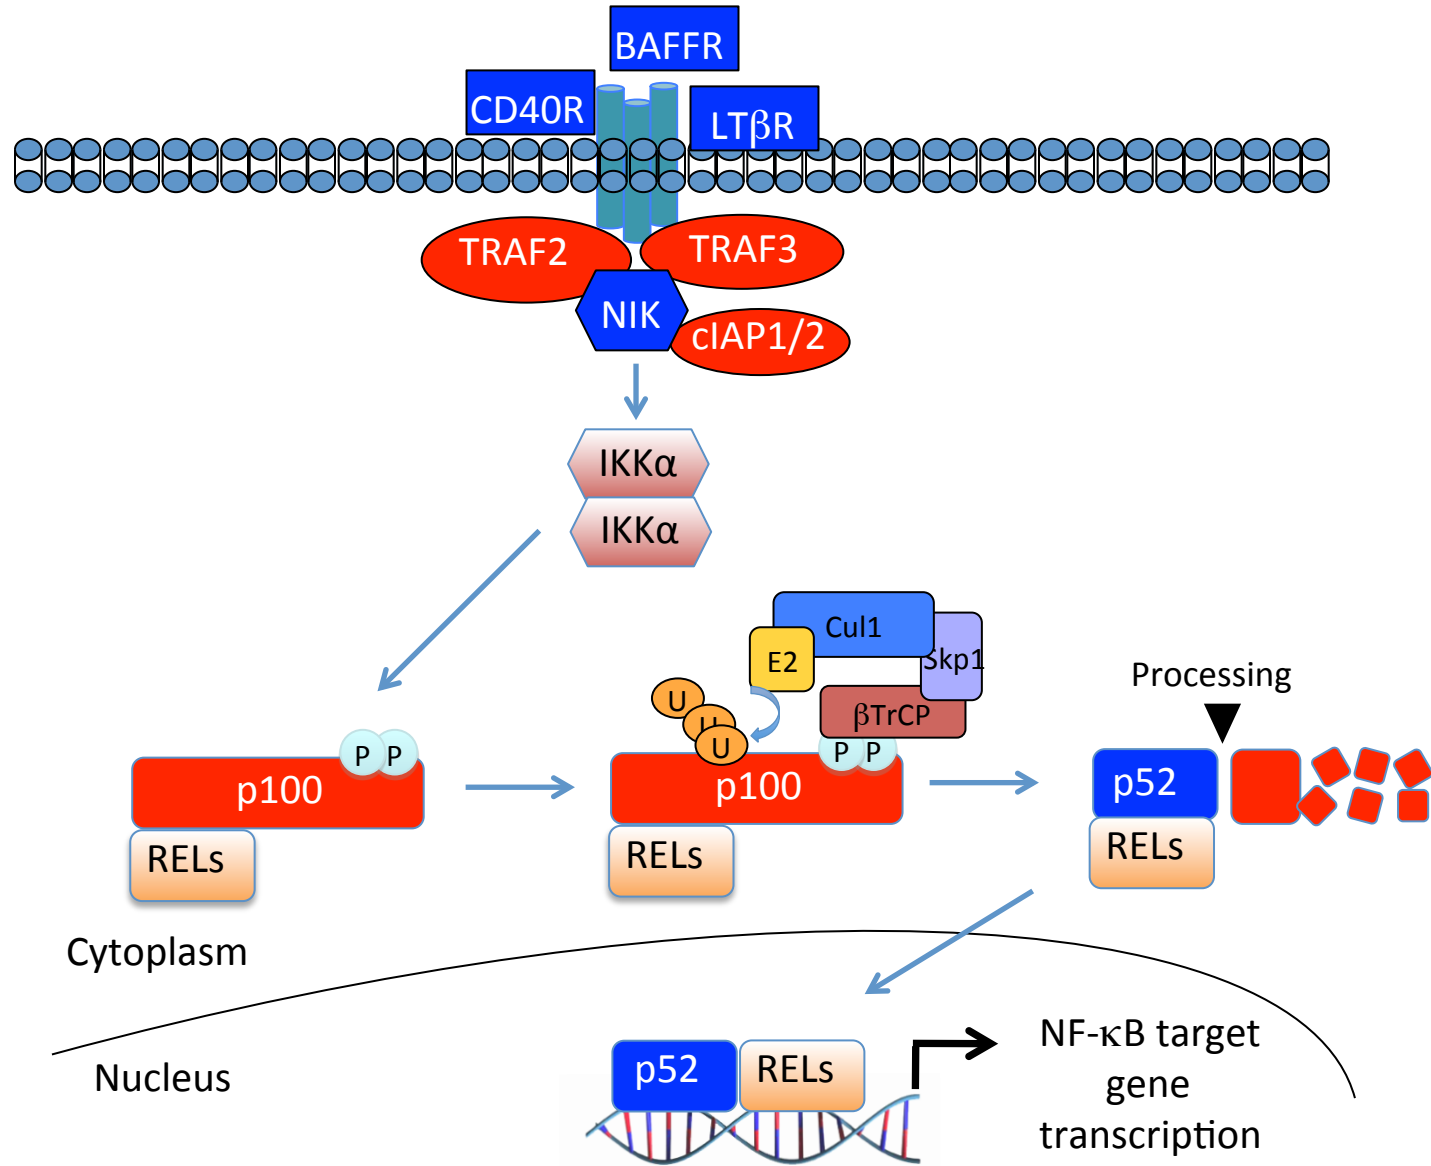 BAFFR
CD40R
LTβR
TRAF2
TRAF3
NIK
cIAP1/2
IKKα
IKKα
Cul1
E2
Skp1
βTrCP
Processing
U
U
U
P P
p100
RELs
P P
p100
RELs
p52
RELs
Cytoplasm
Nucleus
p52
RELs
NF-κB target
gene
transcription